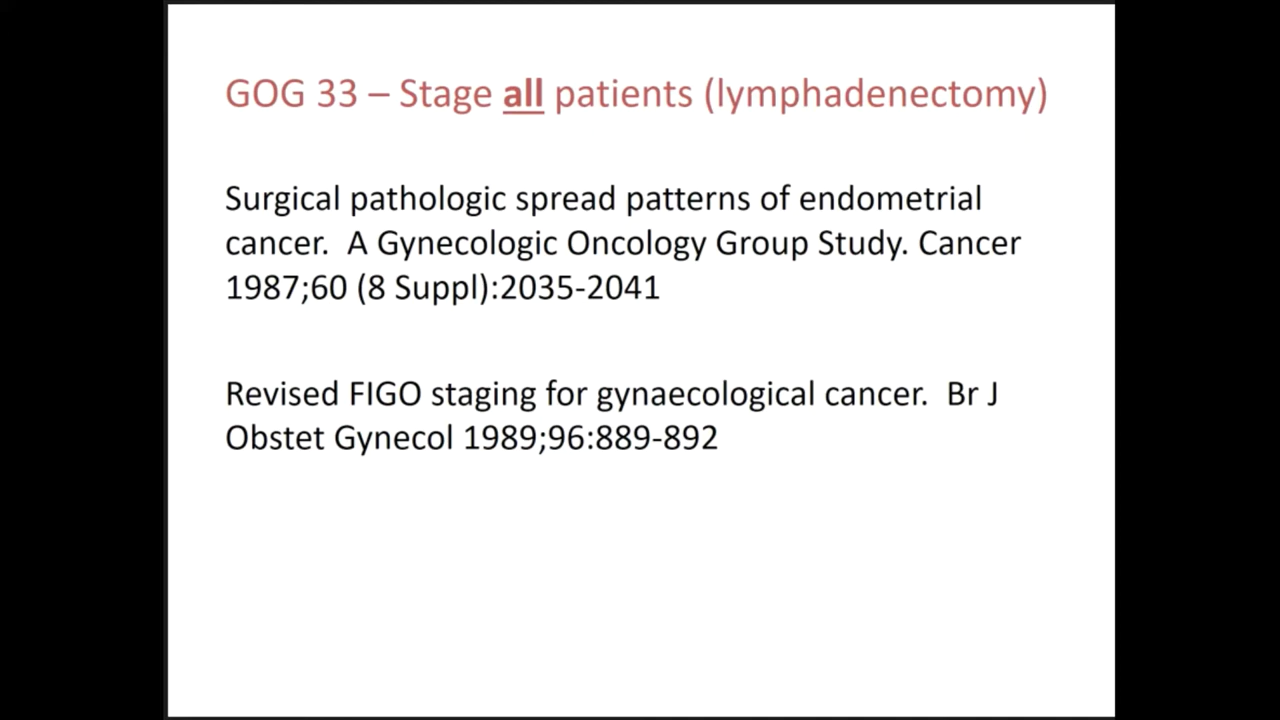 GOG 33 – Stage all patients (lymphadenectomy)
Surgical pathologic spread patterns of endometrial
cancer.  A Gynecologic Oncology Group Study. Cancer
1987;60 (8 Suppl):2035-2041
Revised FIGO staging for gynaecological cancer.  Br J
Obstet Gynecol 1989;96:889-892